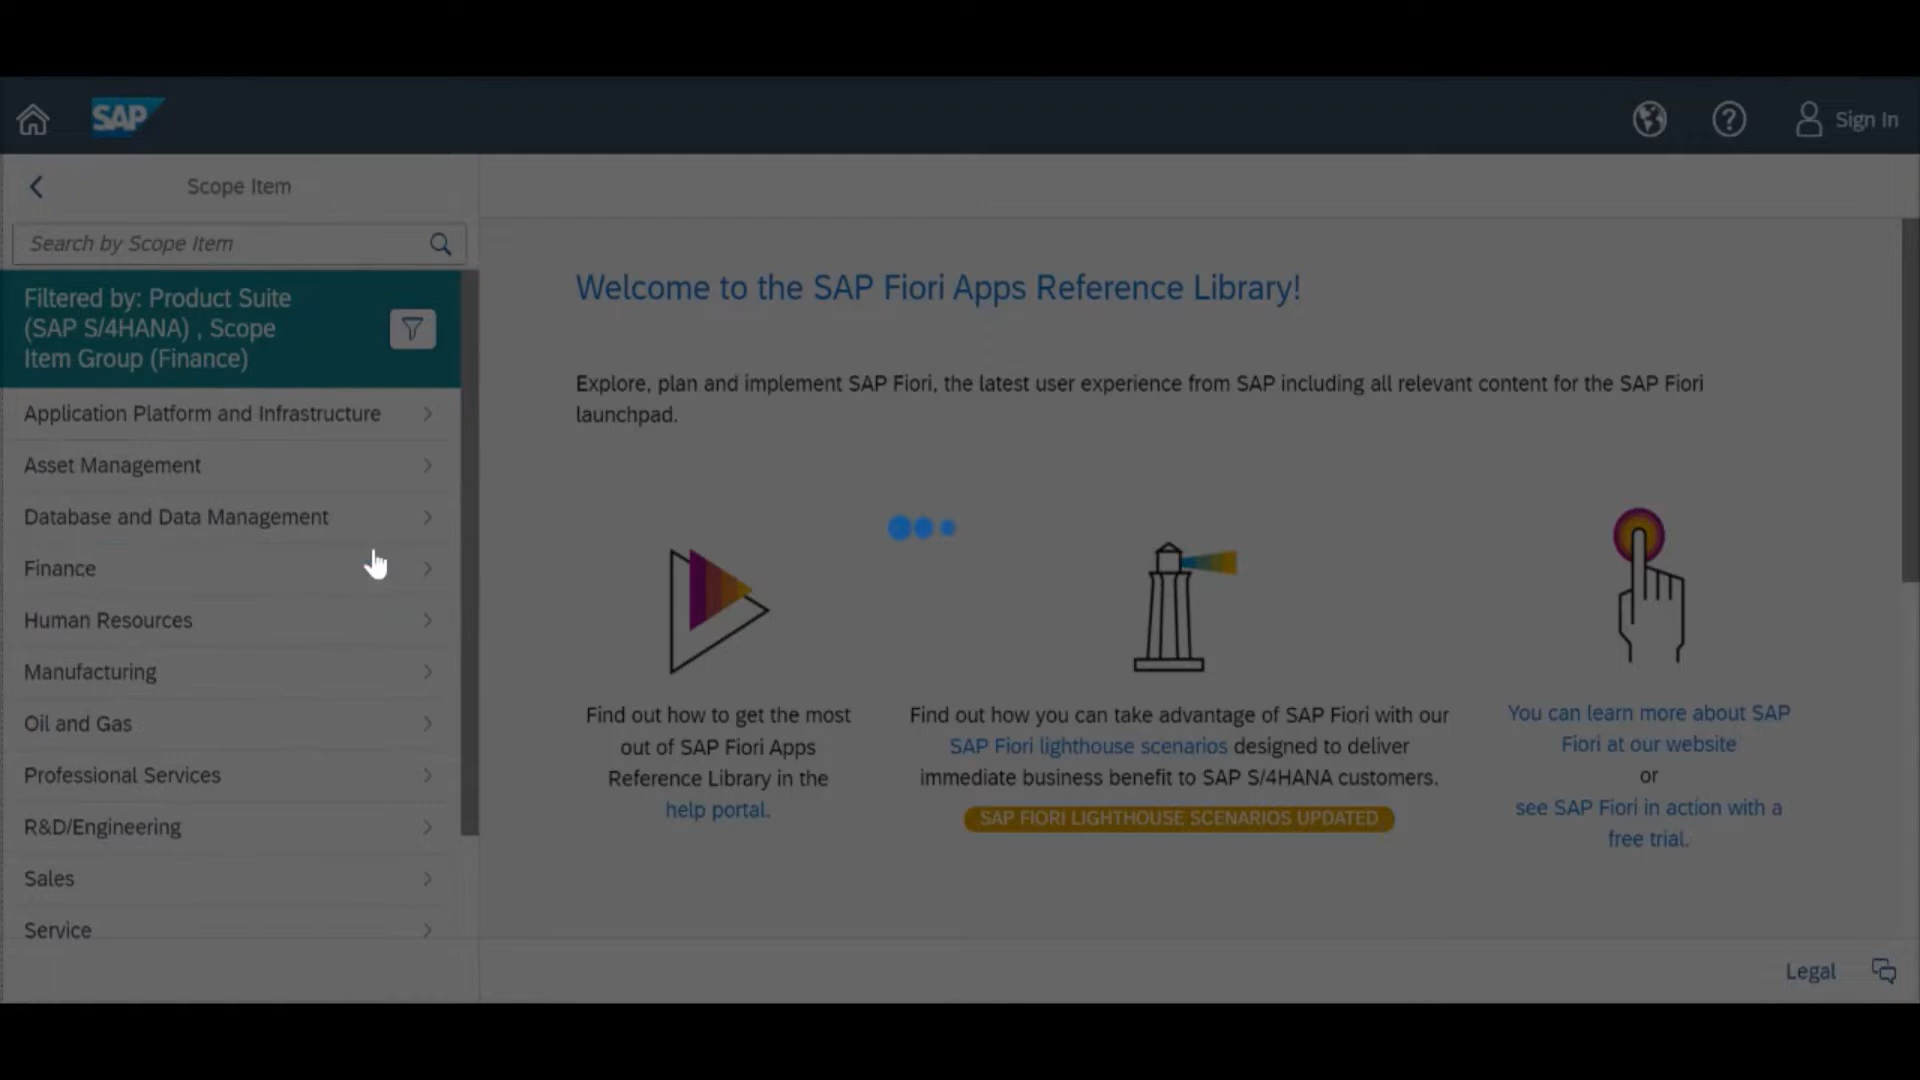 SAP
Sign In
Scope Item
Search by Scope Item
Filtered by: Product Suite
(SAP S/4HANA) , Scope
Item Group (Finance)
Application Platform and Infrastructure
Asset Management
Database and Data Management
Finance
Human Resources
Manufacturing
Oil and Gas
Professional Services
R&D/Engineering
Sales
Service
Welcome to the SAP Fiori Apps Reference Library!
Explore, plan and implement SAP Fiori, the latest user experience from SAP including all relevant content for the SAP Fiori
launchpad.
Find out how to get the most
out of SAP Fiori Apps
Reference Library in the
help portal.
Find out how you can take advantage of SAP Fiori with our
SAP Fiori lighthouse scenarios designed to deliver
immediate business benefit to SAP S/4HANA customers.
SAP FIORI LIGHTHOUSE SCENARIOS UPDATED
You can learn more about SAP
Fiori at our website
or
see SAP Fiori in action with a
free trial.
Legal